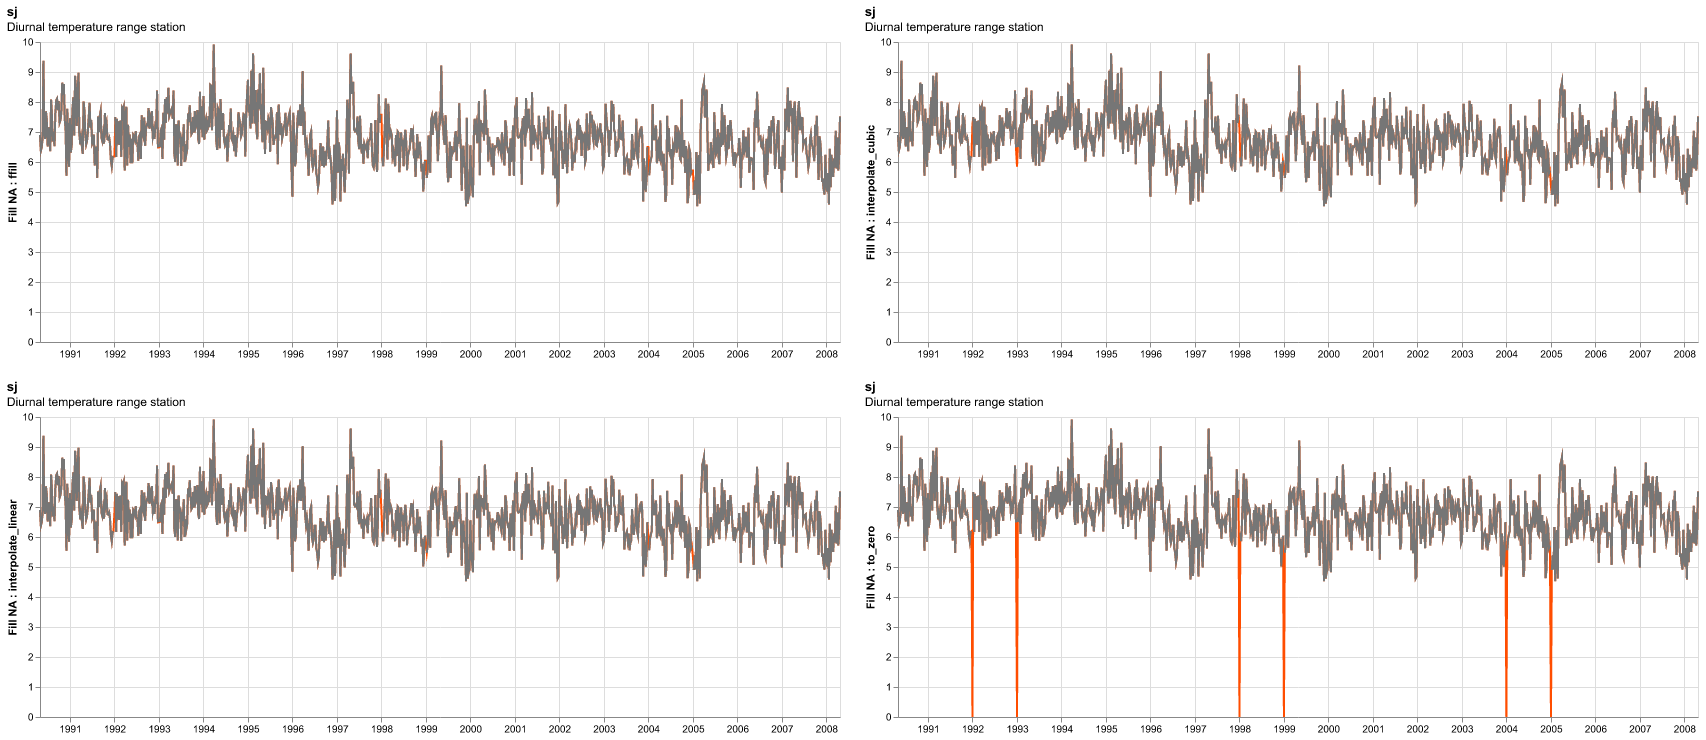 sj
Diurnal temperature range station
Fill NA : ffill
10
9
8
7
6
5
4
3
2
1
0
1991 1992 1993 1994 1995 1996 1997 1998 1999 2000 2001 2002 2003 2004 2005 2006 2007 2008
sj
Diurnal temperature range station
Fill NA : interpolate_cubic
10
9
8
7
6
5
4
3
2
1
0
1991 1992 1993 1994 1995 1996 1997 1998 1999 2000 2001 2002 2003 2004 2005 2006 2007 2008
sj
Diurnal temperature range station
Fill NA : interpolate_linear
10
9
8
7
6
5
4
3
2
1
0
1991 1992 1993 1994 1995 1996 1997 1998 1999 2000 2001 2002 2003 2004 2005 2006 2007 2008
sj
Diurnal temperature range station
Fill NA : to_zero
10
9
8
7
6
5
4
3
2
1
0
1991 1992 1993 1994 1995 1996 1997 1998 1999 2000 2001 2002 2003 2004 2005 2006 2007 2008